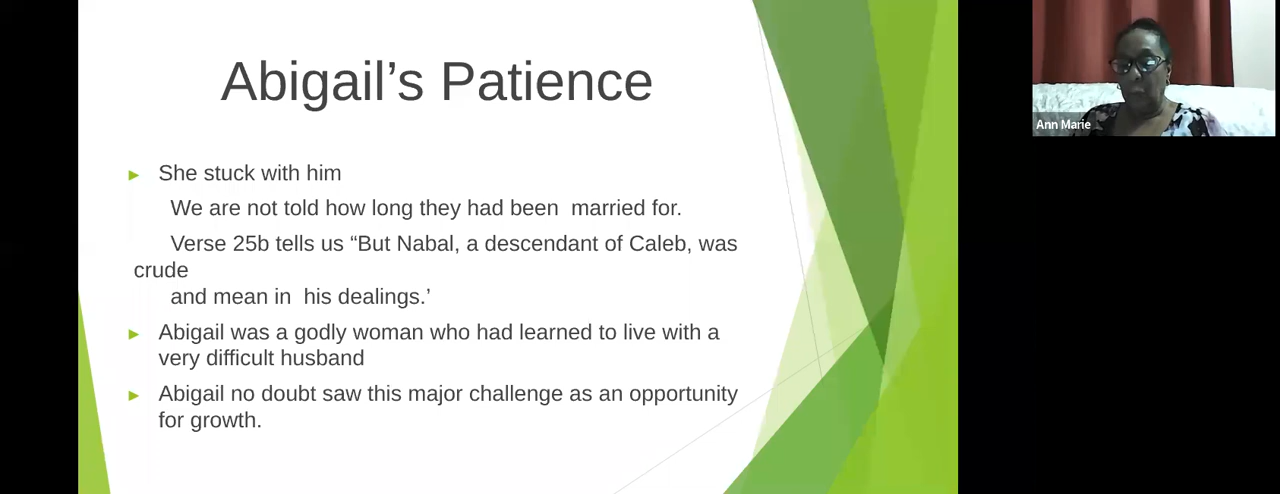 Abigail’s Patience
► She stuck with him
We are not told how long they had been  married for.
Verse 25b tells us “But Nabal, a descendant of Caleb, was
crude
and mean in  his dealings.’
► Abigail was a godly woman who had learned to live with a
very difficult husband
► Abigail no doubt saw this major challenge as an opportunity
for growth.
Ann Marie